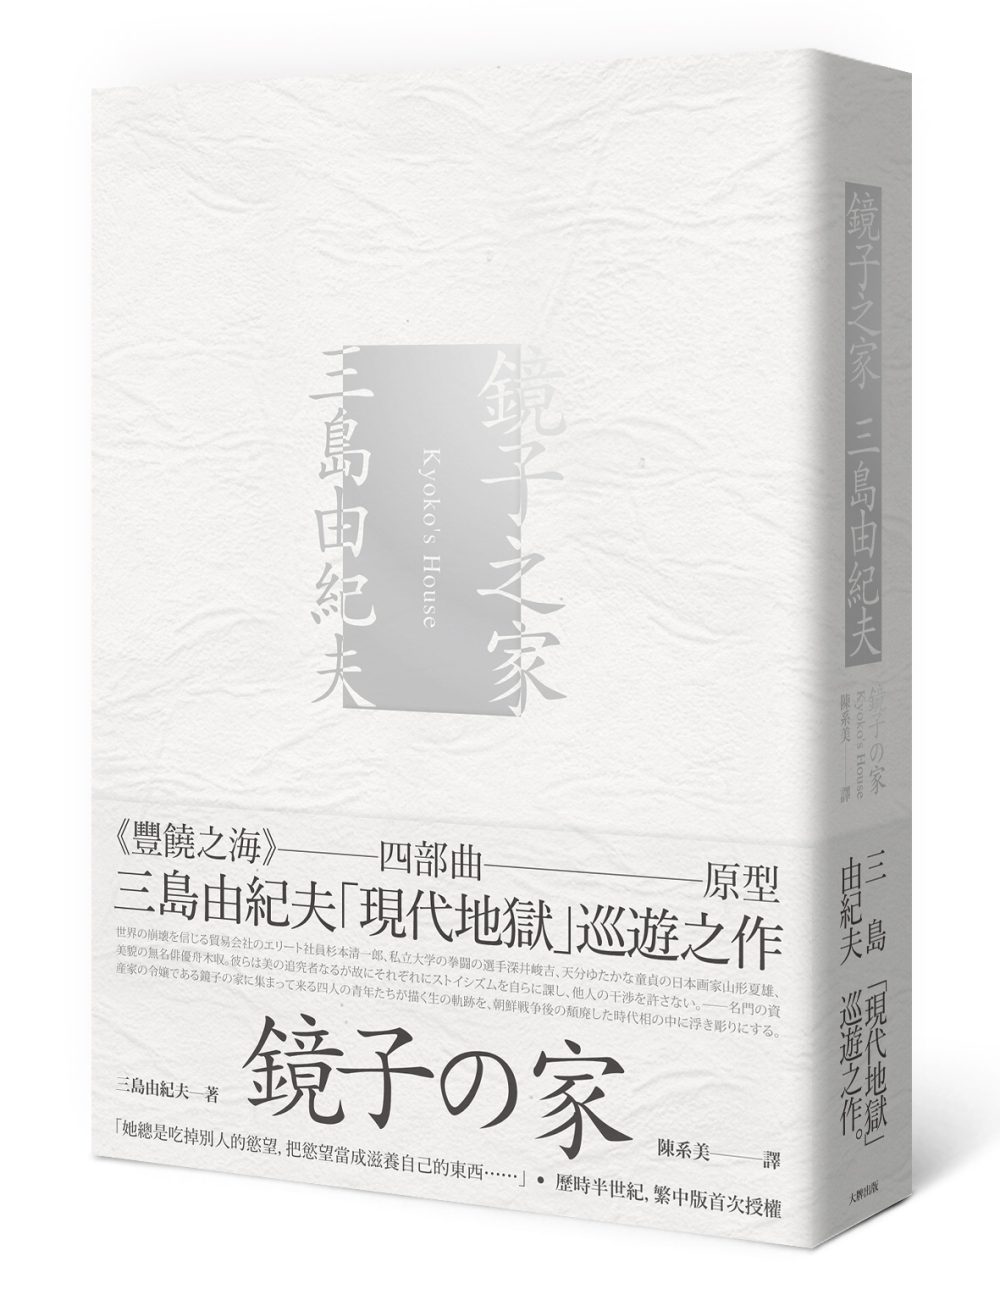 鏡子之家
Kyoko's House
三島由紀夫
《豐饒之海》——四部曲——原型
三島由紀夫「現代地獄」巡遊之作
世界の崩壊を信じる貿易会社のエリート社員杉本清一郎、私立大学の拳闘の選手深井峻吉、天分ゆたかな童貞の日本画家山形夏雄、
美貌の無名俳優舟木収。彼らは美の追究者なるが故にそれぞれにストイシズムを自らに課し、他人の干渉を許さない。——名門の資
産家の令嬢である鏡子の家に集まって来る四人の青年たちが描く生の軌跡を、朝鮮戦争後の頽廃した時代相の中に浮き彫りにする。
鏡子の家
三島由紀夫—著
陳系美——譯
「她總是吃掉別人的慾望，把慾望當成滋養自己的東西……」• 歷時半世紀，繁中版首次授權
鏡子之家 三島由紀夫
鏡子の家
Kyoko's House
陳系美——譯
三島
由紀夫
「現代地獄」
巡遊之作。
大牌出版